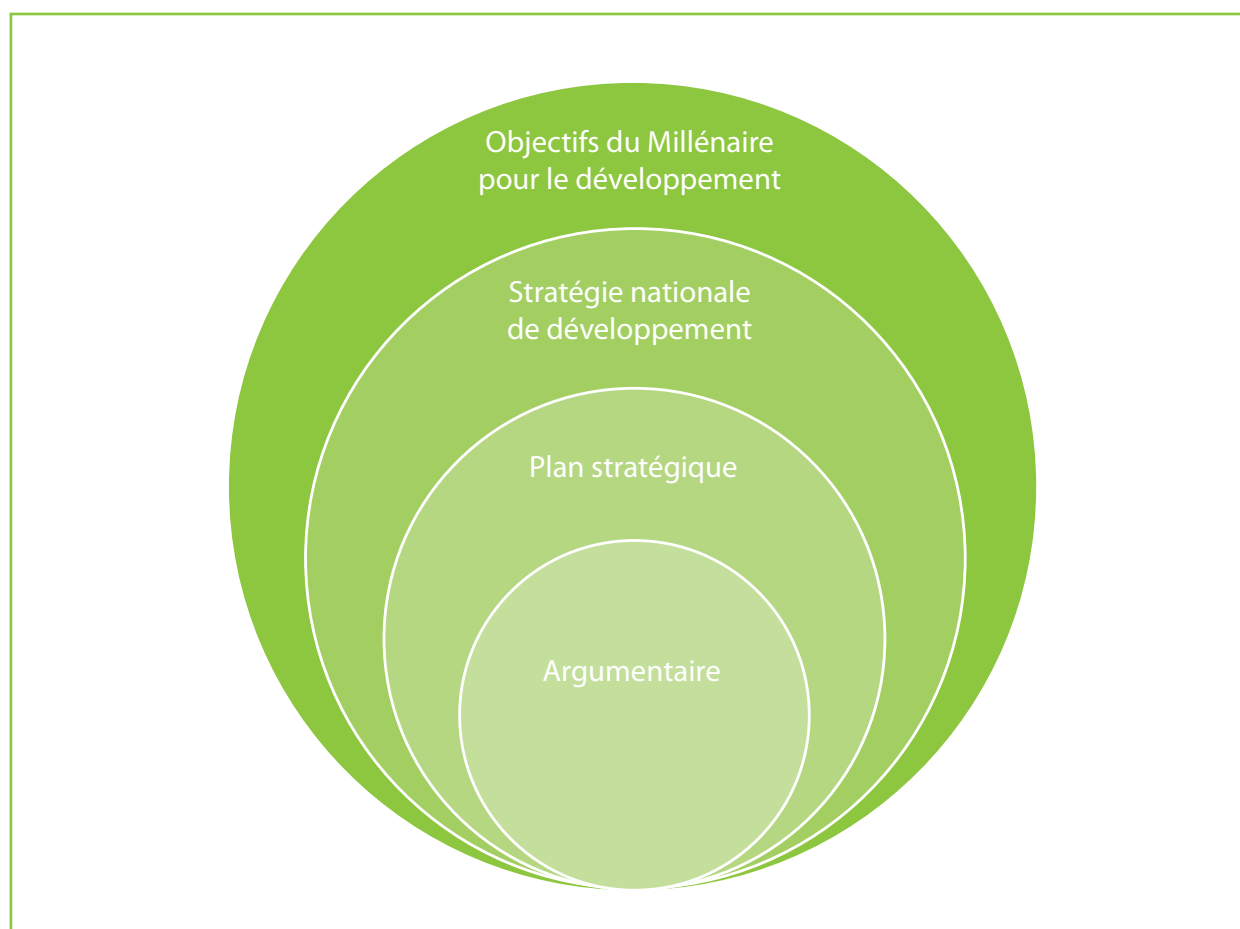 Objectifs du Millénaire
pour le développement
Stratégie nationale
de développement
Plan stratégique
Argumentaire